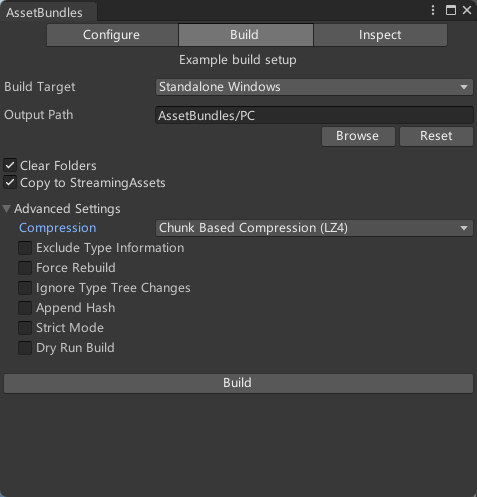 AssetBundles
Configure Build Inspect
Example build setup
Build Target Standalone Windows
Output Path AssetBundles/PC
Browse Reset
Clear Folders
Copy to StreamingAssets
Advanced Settings
Compression Chunk Based Compression (LZ4)
Exclude Type Information
Force Rebuild
Ignore Type Tree Changes
Append Hash
Strict Mode
Dry Run Build
Build